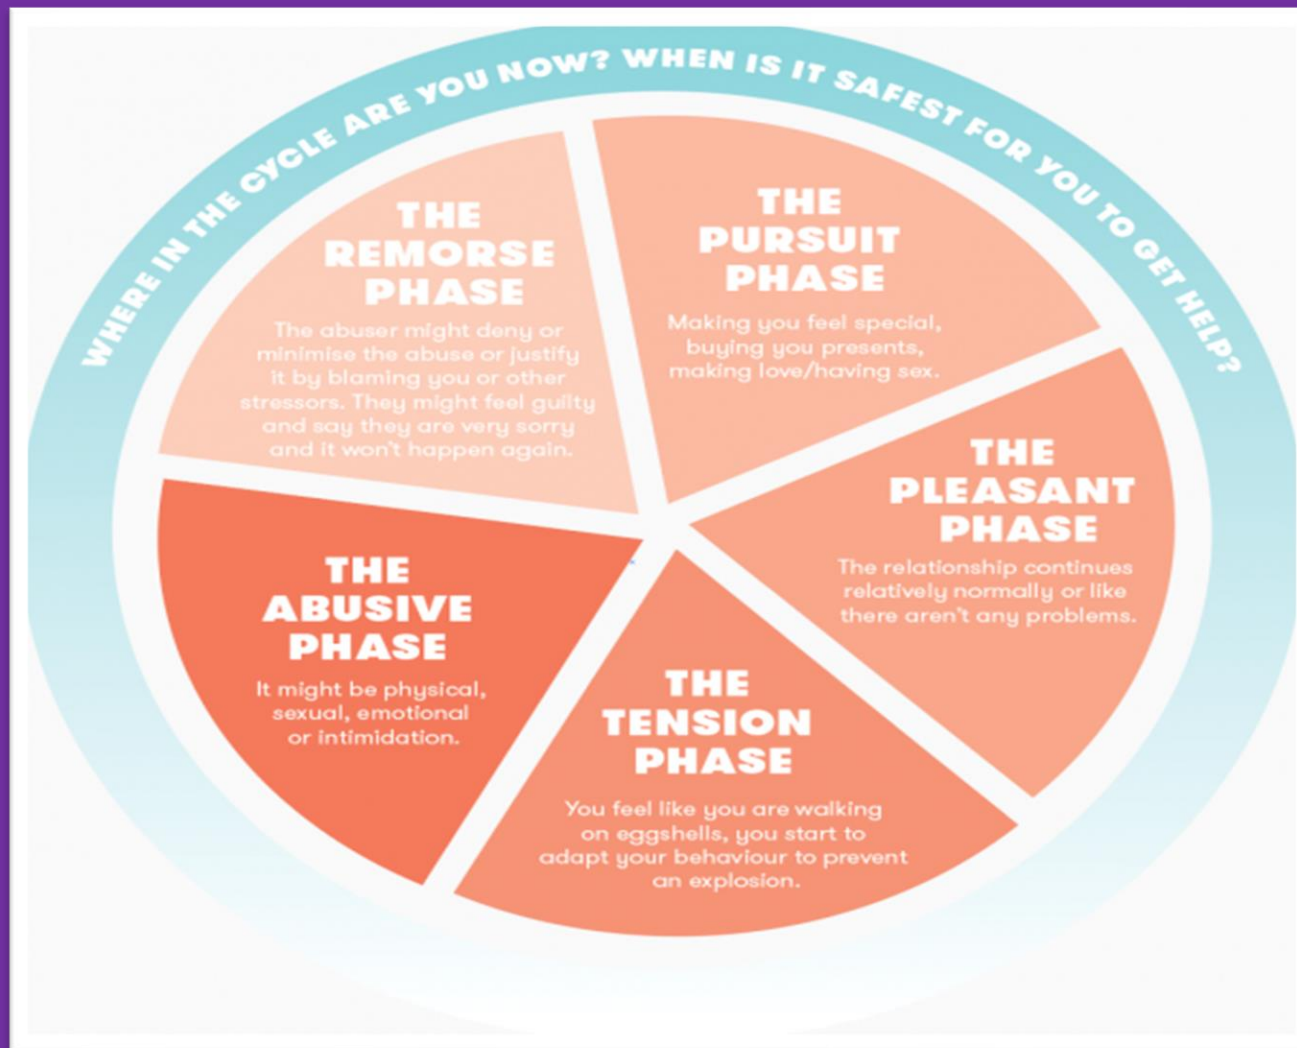 WHERE IN THE CYCLE ARE YOU NOW? WHEN IS IT SAFEST FOR YOU TO GET HELP?
THE
REMORSE
PHASE
The abuser might deny or
minimise the abuse or justify
it by blaming you or other
stressors. They might feel guilty
and say they are very sorry
and it won't happen again.
THE
PURSUIT
PHASE
Making you feel special,
buying you presents,
making love/having sex.
THE
PLEASANT
PHASE
The relationship continues
relatively normally or like
there aren't any problems.
THE
TENSION
PHASE
You feel like you are walking
on eggshells, you start to
adapt your behaviour to prevent
an explosion.
THE
ABUSIVE
PHASE
It might be physical,
sexual, emotional
or intimidation.